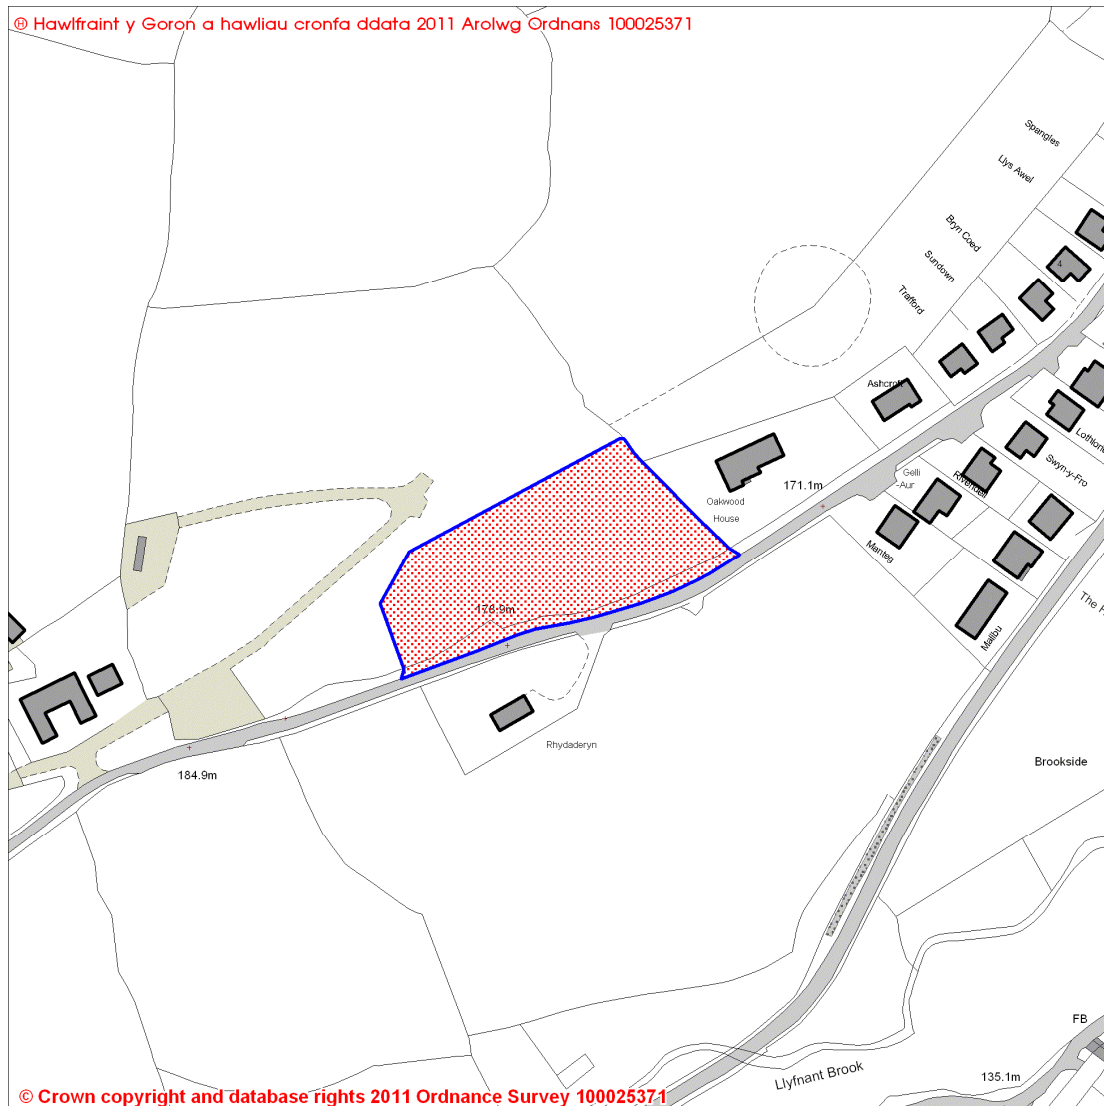 ® Hawlfraint y Goron a hawliau cronfa ddata 2011 Arolwg Ordnans 100025371
Spangles
Llys Awel
Bryn Coed
Sundown
Trafford
Ashcroft
Lothlorie
Swyn-y-Fro
Gelli
-Aur
Rivendell
171.1m
Oakwood
House
Manteg
178.9m
Malibu
The
Rhydaderyn
Brookside
184.9m
FB
Llyfnant Brook
135.1m
© Crown copyright and database rights 2011 Ordnance Survey 100025371